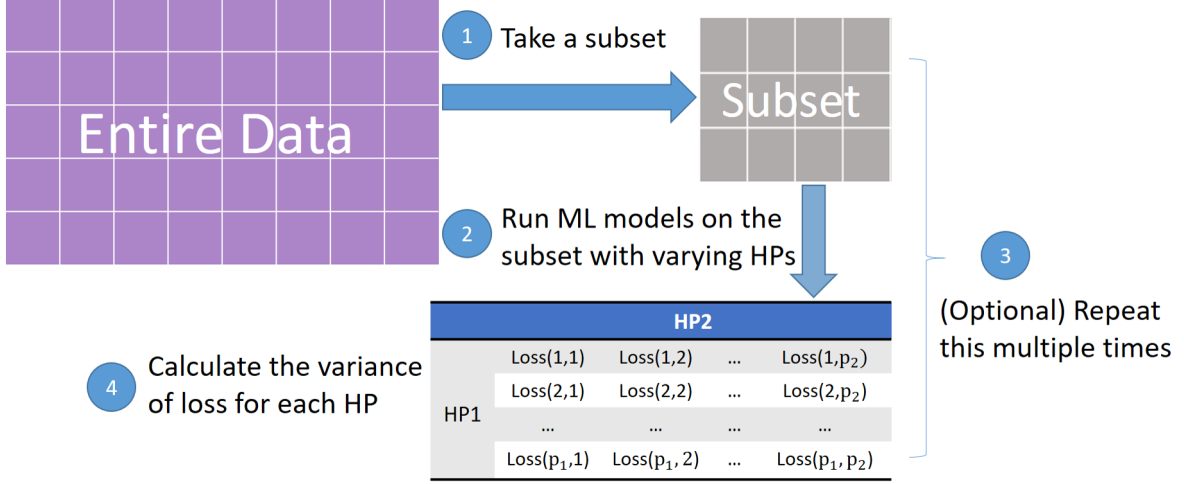 Entire Data
1
Take a subset
Subset
2
Run ML models on the
subset with varying HPs
3
(Optional) Repeat
this multiple times
4
Calculate the variance
of loss for each HP
HP2
HP1
Loss(1,1) Loss(1,2) ... Loss(1,p₂)
Loss(2,1) Loss(2,2) ... Loss(2,p₂)
... ... ... ...
Loss(p₁,1) Loss(p₁, 2) ... Loss(p₁, p₂)